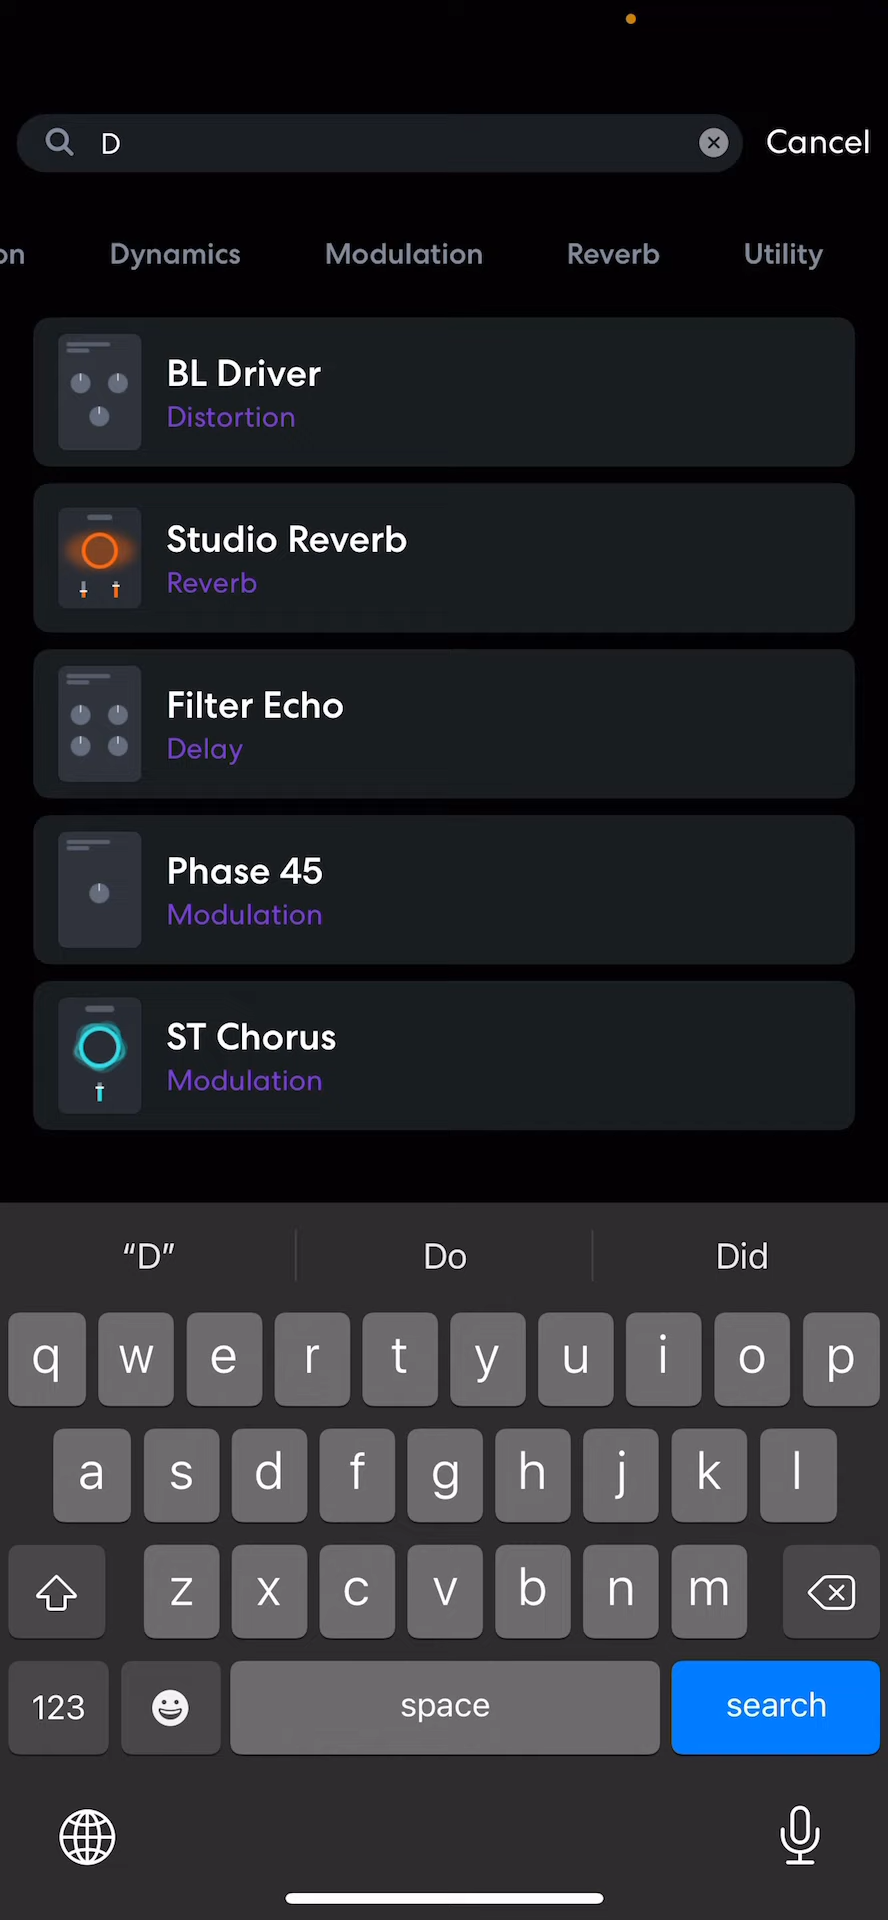 D
Cancel
on Dynamics Modulation Reverb Utility
BL Driver
Distortion
Studio Reverb
Reverb
Filter Echo
Delay
Phase 45
Modulation
ST Chorus
Modulation
“D” Do Did
q w e r t y u i o p
a s d f g h j k l
z x c v b n m
123 space search